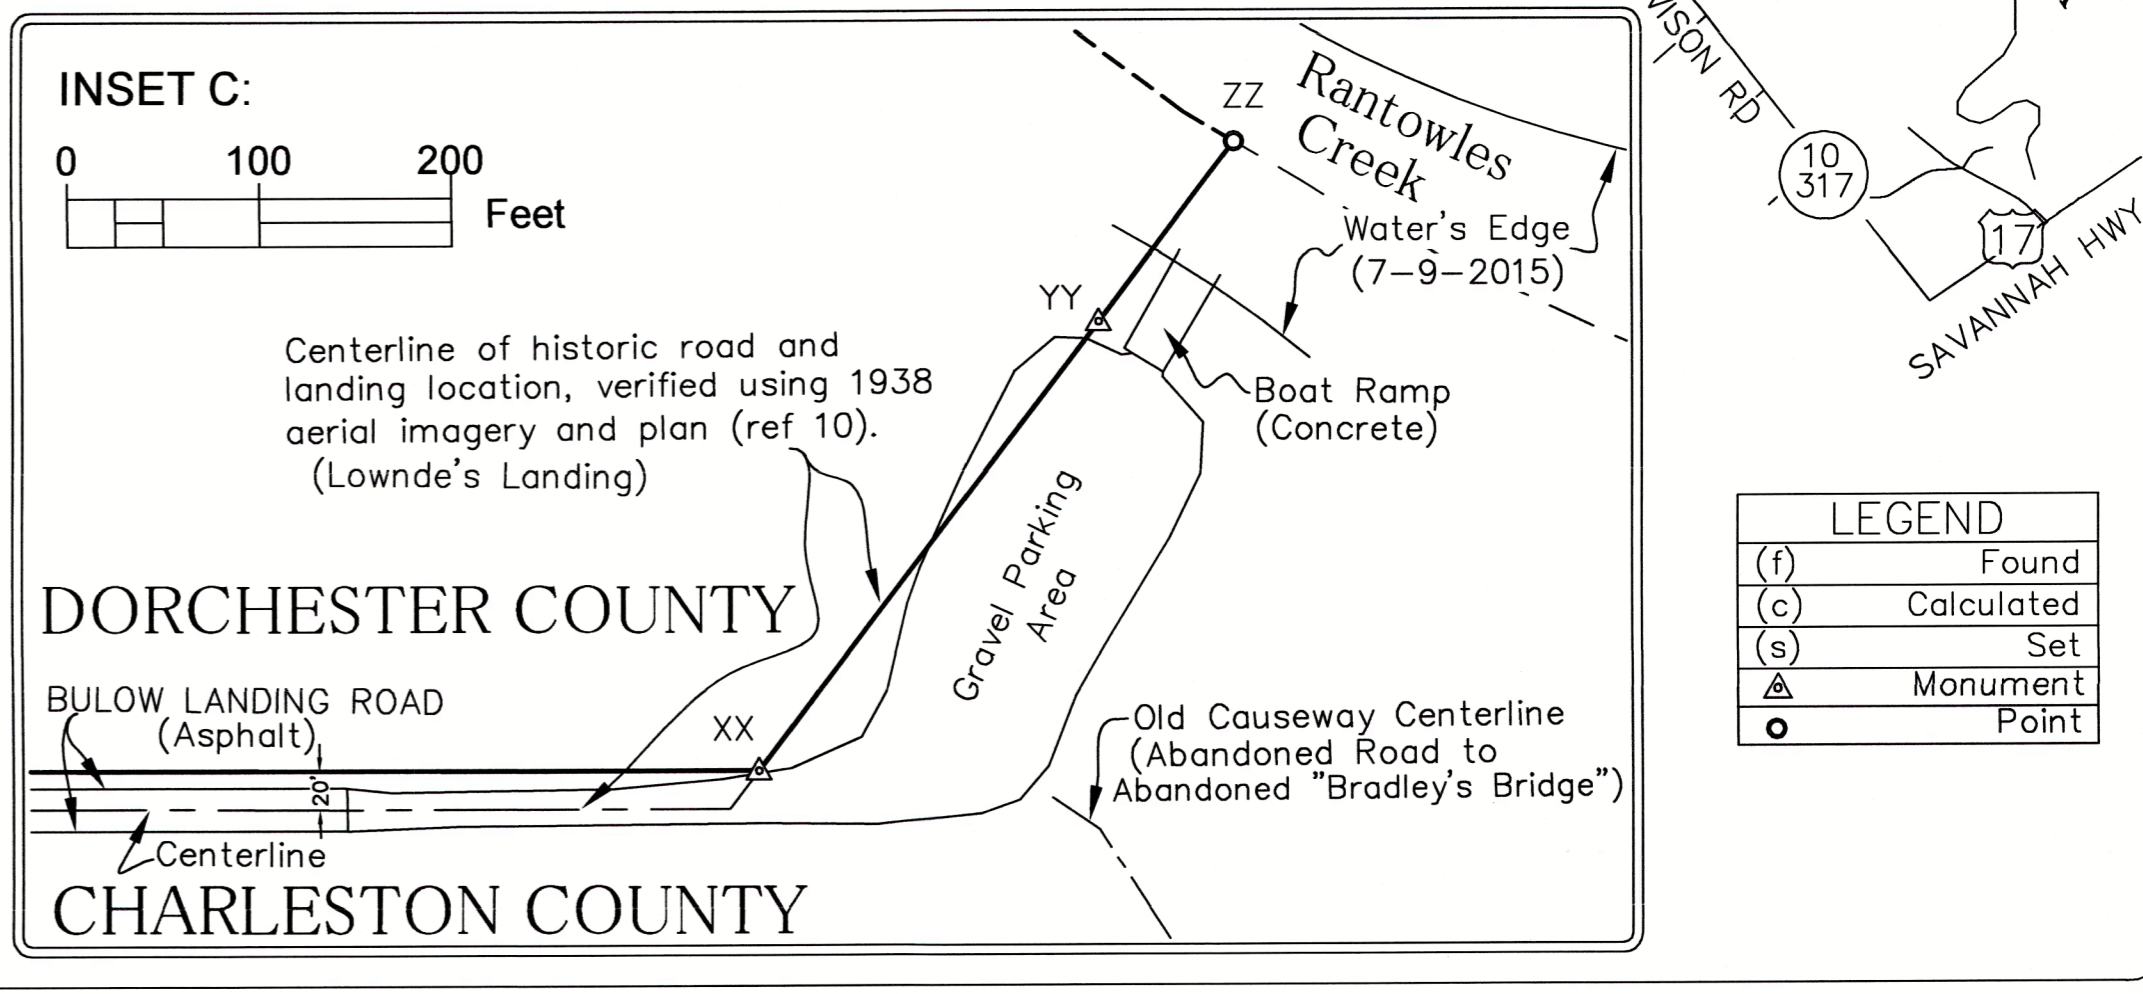 INSET C:
0 100 200
Feet
ZZ
Rantowles
Creek
Water's Edge
(7-9-2015)
YY
Centerline of historic road and
landing location, verified using 1938
aerial imagery and plan (ref 10).
(Lownde's Landing)
Boat Ramp
(Concrete)
Gravel Parking
Area
DORCHESTER COUNTY
BULOW LANDING ROAD
(Asphalt)
XX
20'
Old Causeway Centerline
(Abandoned Road to
Abandoned "Bradley's Bridge")
Centerline
CHARLESTON COUNTY
RD
10
317
17
SAVANNAH HWY
LEGEND
(f) Found
(c) Calculated
(s) Set
Monument
Point